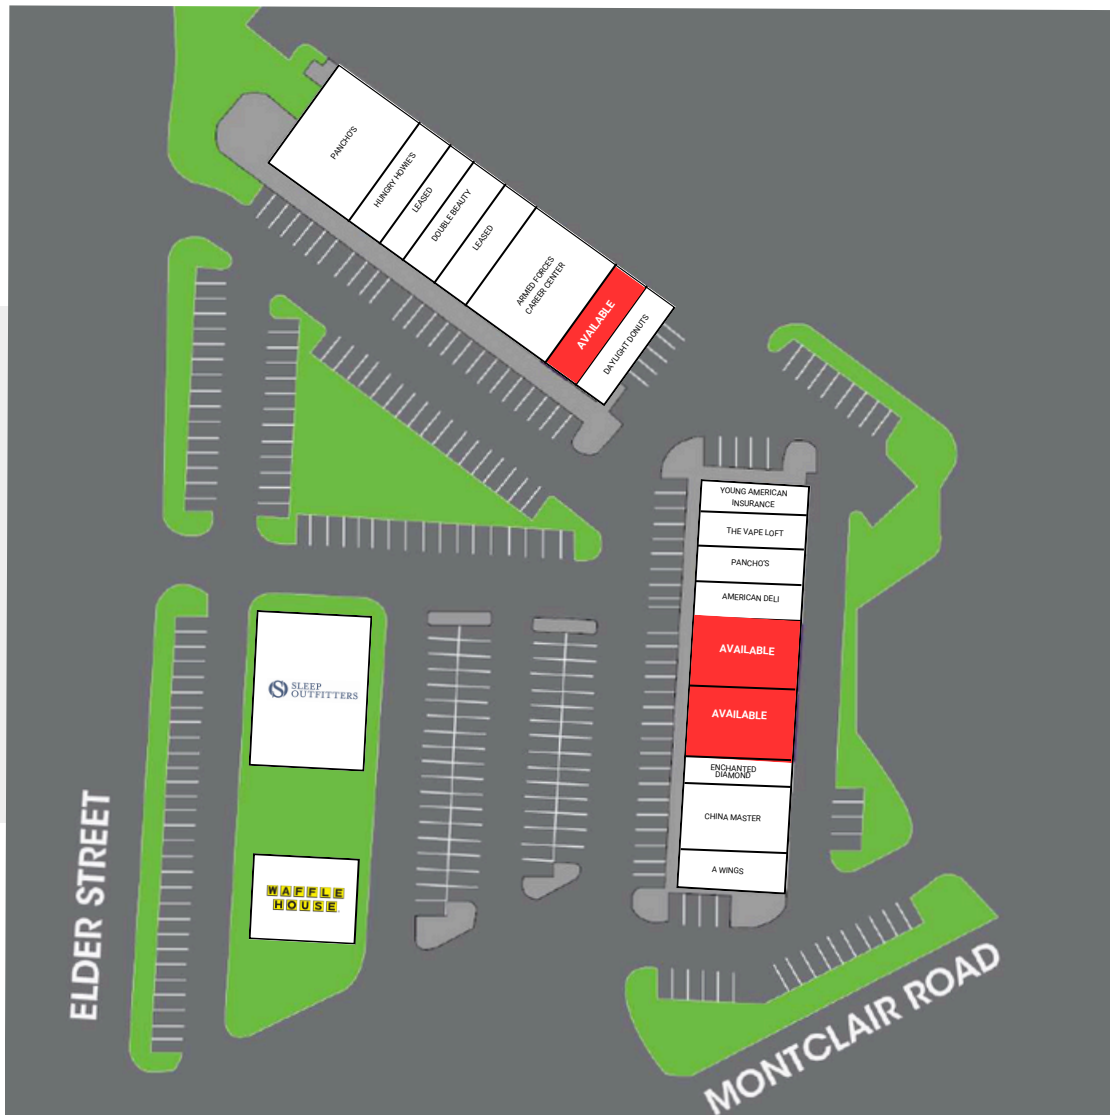 PANCHO'S
HUNGRY HOWIE'S
LEASED
DOUBLE BEAUTY
LEASED
ARMED FORCES
CAREER CENTER
AVAILABLE
DAYLIGHT DONUTS
YOUNG AMERICAN
INSURANCE
THE VAPE LOFT
PANCHO'S
AMERICAN DELI
AVAILABLE
AVAILABLE
ENCHANTED
DIAMOND
CHINA MASTER
A WINGS
SLEEP
OUTFITTERS
WAFFLE
HOUSE
ELDER STREET
MONTCLAIR ROAD